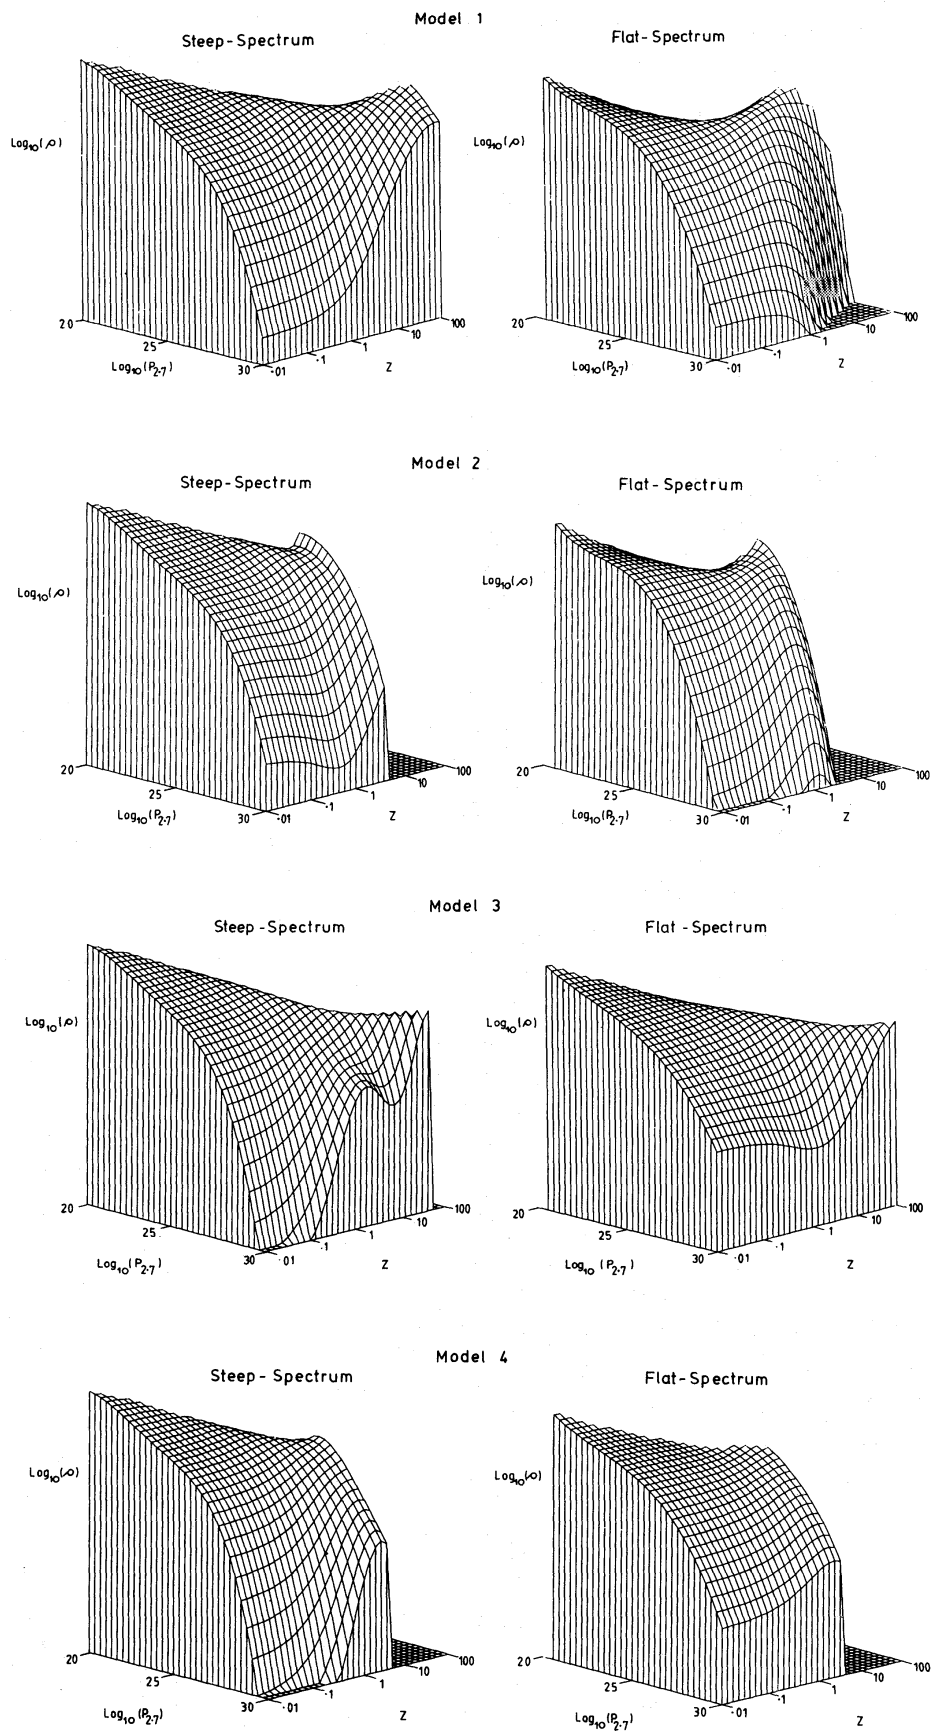 Model 1
Steep-Spectrum
Flat-Spectrum
Log10(ρ)
Log10(ρ)
20
25
30
.01
.1
1
10
100
Log10(P2.7)
Z
20
25
30
.01
.1
1
10
100
Log10(P2.7)
Z
Model 2
Steep-Spectrum
Flat-Spectrum
Log10(ρ)
Log10(ρ)
20
25
30
.01
.1
1
10
100
Log10(P2.7)
Z
20
25
30
.01
.1
1
10
100
Log10(P2.7)
Z
Model 3
Steep-Spectrum
Flat-Spectrum
Log10(ρ)
Log10(ρ)
20
25
30
.01
.1
1
10
100
Log10(P2.7)
Z
20
25
30
.01
.1
1
10
100
Log10(P2.7)
Z
Model 4
Steep-Spectrum
Flat-Spectrum
Log10(ρ)
Log10(ρ)
20
25
30
.01
.1
1
10
100
Log10(P2.7)
Z
20
25
30
.01
.1
1
10
100
Log10(P2.7)
Z